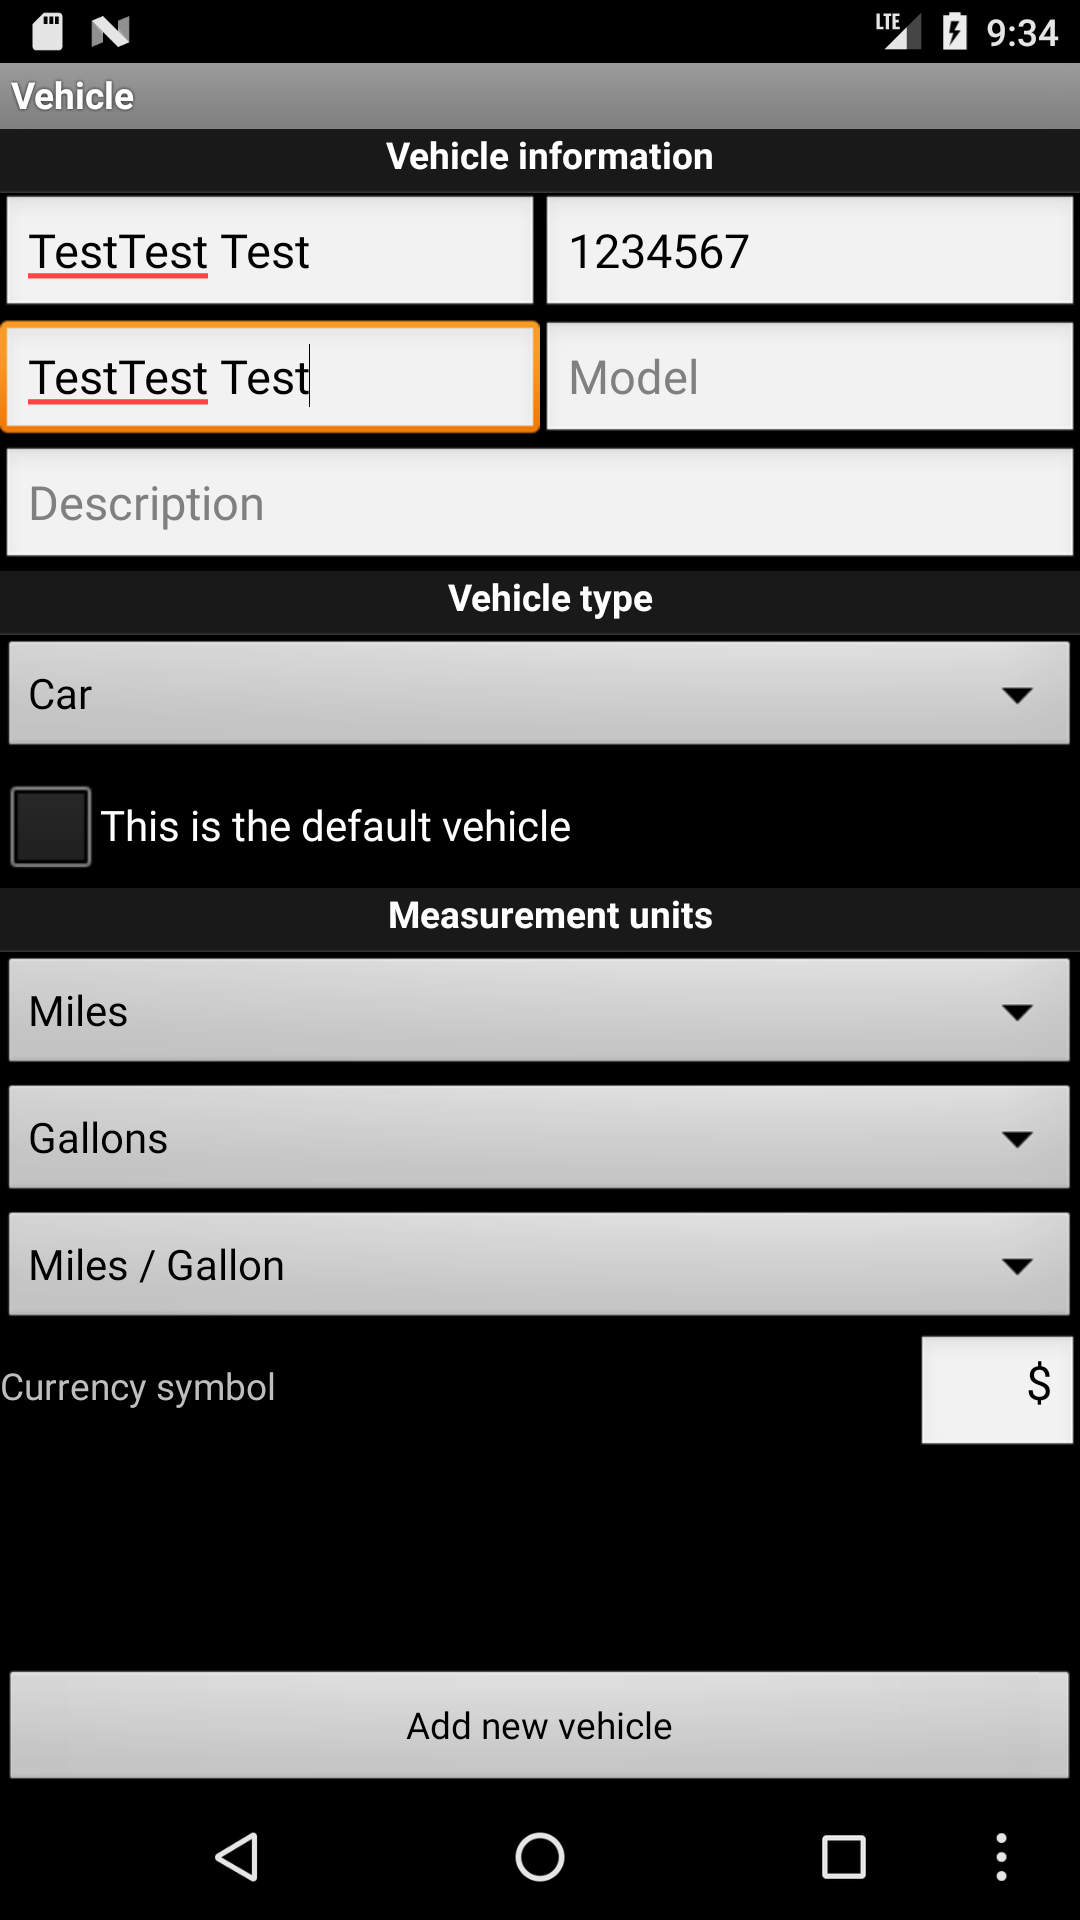 LTE 9:34
Vehicle
Vehicle information
TestTest Test 1234567
TestTest Test Model
Description
Vehicle type
Car
This is the default vehicle
Measurement units
Miles
Gallons
Miles / Gallon
Currency symbol $
Add new vehicle